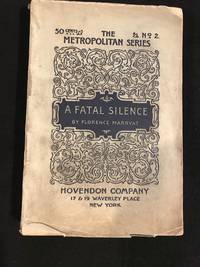 50 THE No 2.
METROPOLITAN SERIES
A FATAL SILENCE
BY FLORENCE MARRYAT
HOVENDON COMPANY
17 & 19 WAVERLEY PLACE
NEW YORK